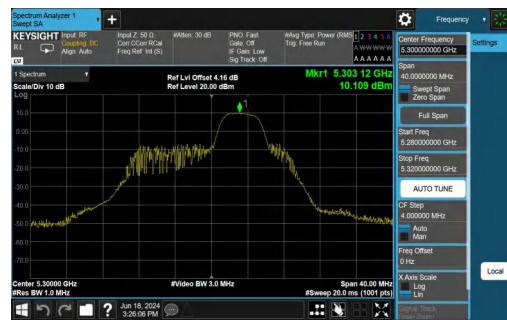 Spectrum Analyzer 1
Swept SA
Frequency
KEYSIGHT
Input: RF
Input Z: 50 Ω
#Atten: 30 dB
PNO: Fast
#Avg Type: Power (RMS)
1 2 3 4 5 6
RL
Coupling: DC
Corr CCorr RCal
Gate: Off
Trig: Free Run
A W W W W W
Align: Auto
Freq Ref: Int (S)
IF Gain: Low
Sig Track: Off
A A A A A A
LV
1 Spectrum
Ref Lvl Offset 4.16 dB
Mkr1 5.303 12 GHz
Scale/Div 10 dB
Ref Level 20.00 dBm
10.109 dBm
Log
1
10.0
0.00
-10.0
-20.0
-30.0
-40.0
-50.0
-60.0
-70.0
Center 5.30000 GHz
#Video BW 3.0 MHz
Span 40.00 MHz
#Res BW 1.0 MHz
#Sweep 20.0 ms (1001 pts)
Center Frequency
5.300000000 GHz
Settings
Span
40.0000000 MHz
Swept Span
Zero Span
Full Span
Start Freq
5.280000000 GHz
Stop Freq
5.320000000 GHz
AUTO TUNE
CF Step
4.000000 MHz
Auto
Man
Freq Offset
0 Hz
X Axis Scale
Log
Lin
Local
Signal Track
?
Jun 18, 2024
3:26:06 PM